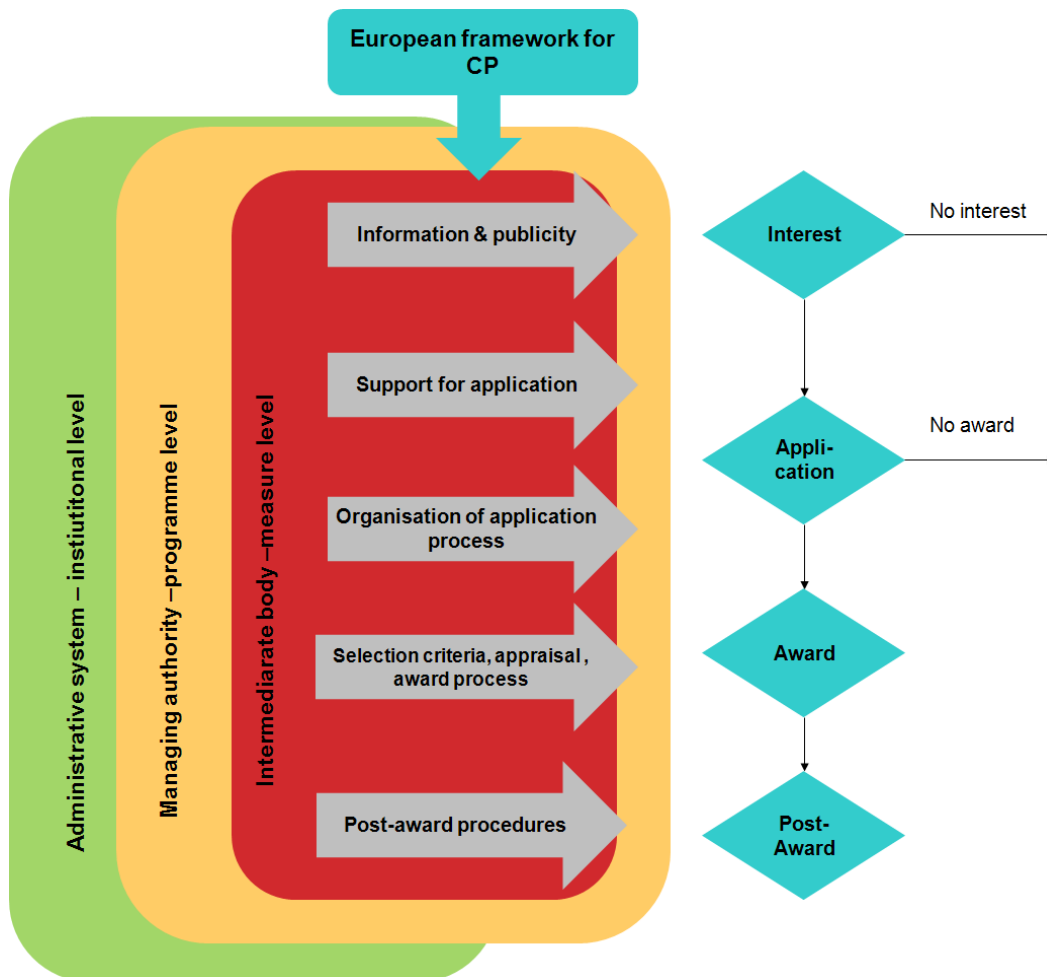 European framework for
CP
Information & publicity
Support for application
Organisation of application
process
Selection criteria, appraisal ,
award process
Post-award procedures
Administrative system – instiutitonal level
Managing authority –programme level
Intermediarate body –measure level
Interest
No interest
Appli-
cation
No award
Award
Post-
Award